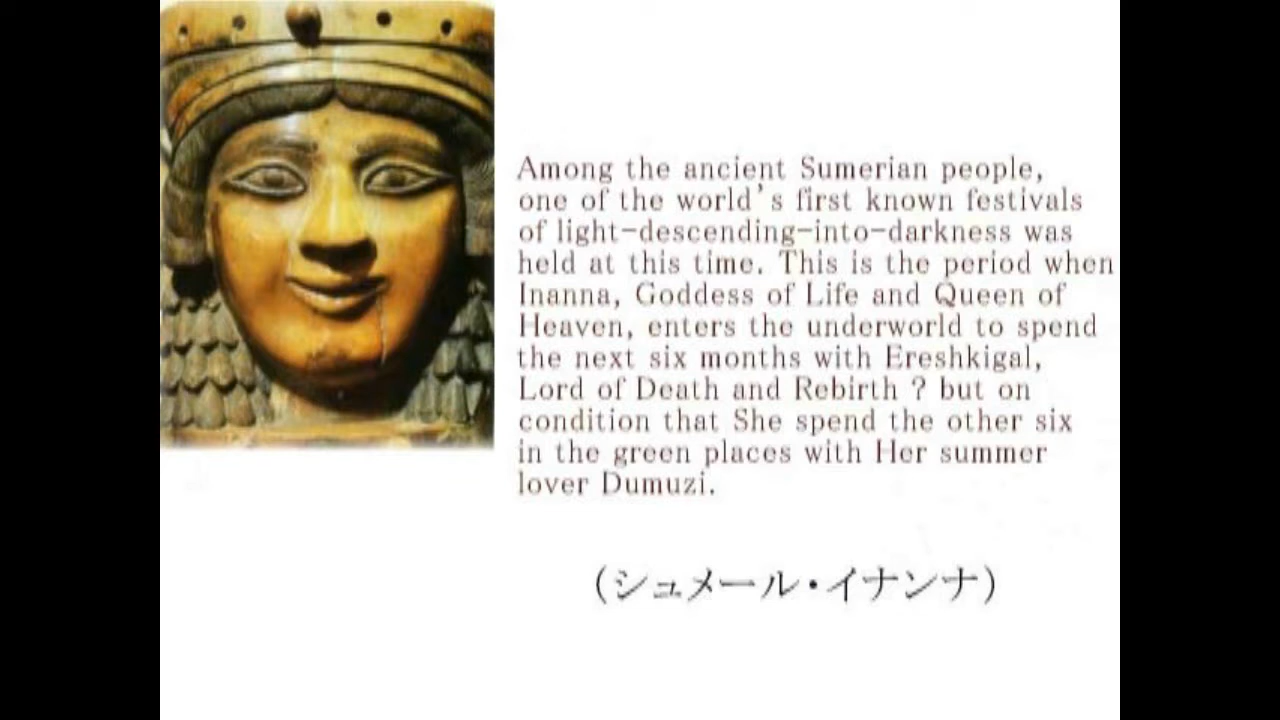 Among the ancient Sumerian people,
one of the world's first known festivals
of light-descending-into-darkness was
held at this time. This is the period when
Inanna, Goddess of Life and Queen of
Heaven, enters the underworld to spend
the next six months with Ereshkigal,
Lord of Death and Rebirth ? but on
condition that She spend the other six
in the green places with Her summer
lover Dumuzi.
(シュメール・イナンナ)